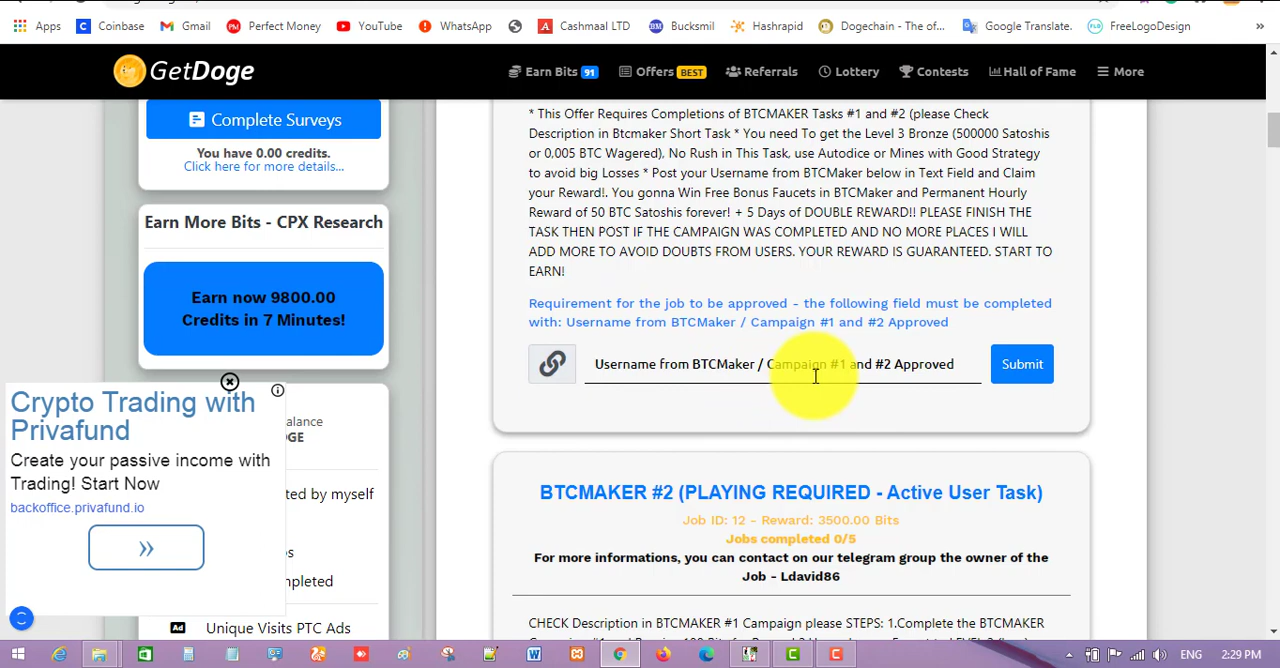 Apps Coinbase Gmail Perfect Money YouTube WhatsApp Cashmaal LTD Bucksmil Hashrapid Dogechain - The of... Google Translate. FreeLogoDesign »
GetDoge Earn Bits 91 Offers BEST Referrals Lottery Contests Hall of Fame More
Complete Surveys
You have 0.00 credits.
Click here for more details...
Earn More Bits - CPX Research
Earn now 9800.00
Credits in 7 Minutes!
Crypto Trading with
Privafund
Create your passive income with
Trading! Start Now
backoffice.privafund.io
»
alance
GE
ted by myself
mpleted
Ad Unique Visits PTC Ads
* This Offer Requires Completions of BTCMAKER Tasks #1 and #2 (please Check
Description in Btcmaker Short Task * You need To get the Level 3 Bronze (500000 Satoshis
or 0,005 BTC Wagered), No Rush in This Task, use Autodice or Mines with Good Strategy
to avoid big Losses * Post your Username from BTCMaker below in Text Field and Claim
your Reward!. You gonna Win Free Bonus Faucets in BTCMaker and Permanent Hourly
Reward of 50 BTC Satoshis forever! + 5 Days of DOUBLE REWARD!! PLEASE FINISH THE
TASK THEN POST IF THE CAMPAIGN WAS COMPLETED AND NO MORE PLACES I WILL
ADD MORE TO AVOID DOUBTS FROM USERS. YOUR REWARD IS GUARANTEED. START TO
EARN!
Requirement for the job to be approved - the following field must be completed
with: Username from BTCMaker / Campaign #1 and #2 Approved
Username from BTCMaker / Campaign #1 and #2 Approved Submit
BTCMAKER #2 (PLAYING REQUIRED - Active User Task)
Job ID: 12 - Reward: 3500.00 Bits
Jobs completed 0/5
For more informations, you can contact on our telegram group the owner of the
Job - Ldavid86
CHECK Description in BTCMAKER #1 Campaign please STEPS: 1.Complete the BTCMAKER
ENG 2:29 PM